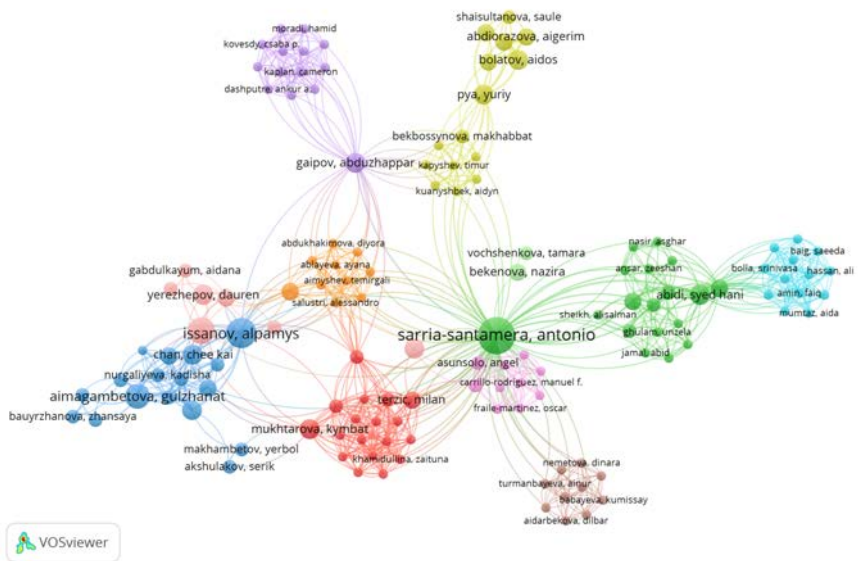 shaisultanova, saule
moradi, hamid
abdiorazova, aigerim
kovesdy, csaba p.
bolatov, aidos
kaplan, cameron
dashputre, ankur a.
pya, yuriy
bekbossynova, makhabbat
gaipov, abduzhappar
kapyshev, timur
kuanyshbek, aidyn
abdukhakimova, diyora
nasir, asghar
vochshenkova, tamara
baig, saeeda
ablayeva, ayana
bolla, srinivasa
gabdulkayum, aidana
ansar, zeeshan
hassan, ali
aimyshev, temirgali
bekenova, nazira
yerezhepov, dauren
abidi, syed hani
amin, faiq
salustri, alessandro
mumtaz, aida
sheikh, alisalman
issanov, alpamys
sarria-santamera, antonio
ghulam, unzela
jamal, abid
chan, chee kai
asunsolo, angel
nurgaliyeva, kadisha
carrillo-rodriguez, manuel f.
aimagambetova, gulzhanat
terzic, milan
fraile-martinez, oscar
bauyrzhanova, zhansaya
mukhtarova, kymbat
makhambetov, yerbol
khamidullina, zaituna
nemetova, dinara
akshulakov, serik
turmanbayeva, ainur
babayeva, kumissay
aidarbekova, dilbar
VOSviewer